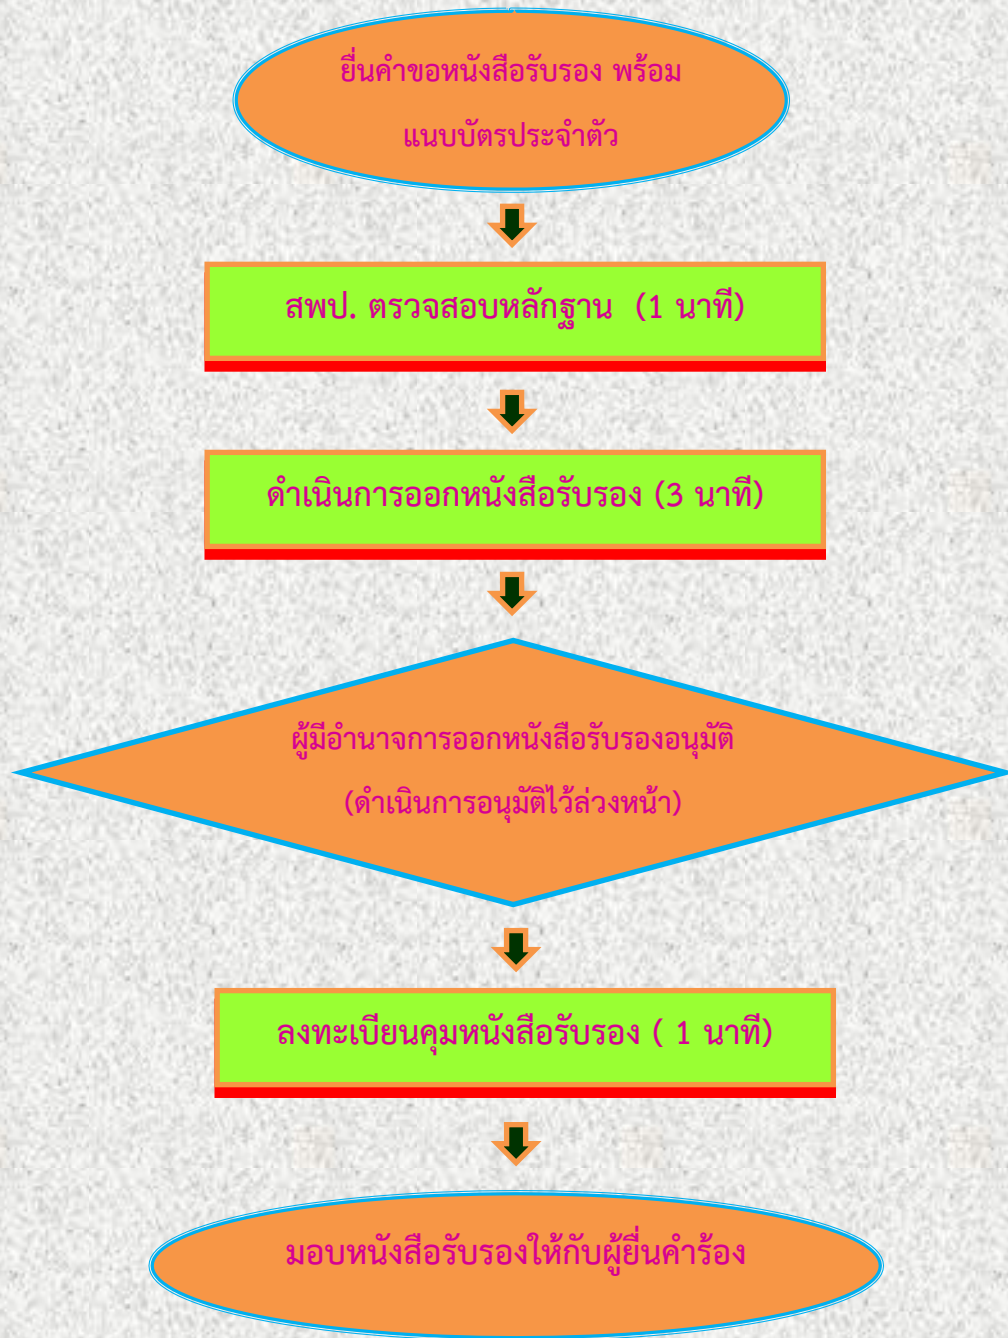 ยื่นคำขอหนังสือรับรอง พร้อม
แนบบัตรประจำตัว
สพป. ตรวจสอบหลักฐาน (1 นาที)
ดำเนินการออกหนังสือรับรอง (3 นาที)
ผู้มีอำนาจการออกหนังสือรับรองอนุมัติ
(ดำเนินการอนุมัติไว้ล่วงหน้า)
ลงทะเบียนคุมหนังสือรับรอง ( 1 นาที)
มอบหนังสือรับรองให้กับผู้ยื่นคำร้อง